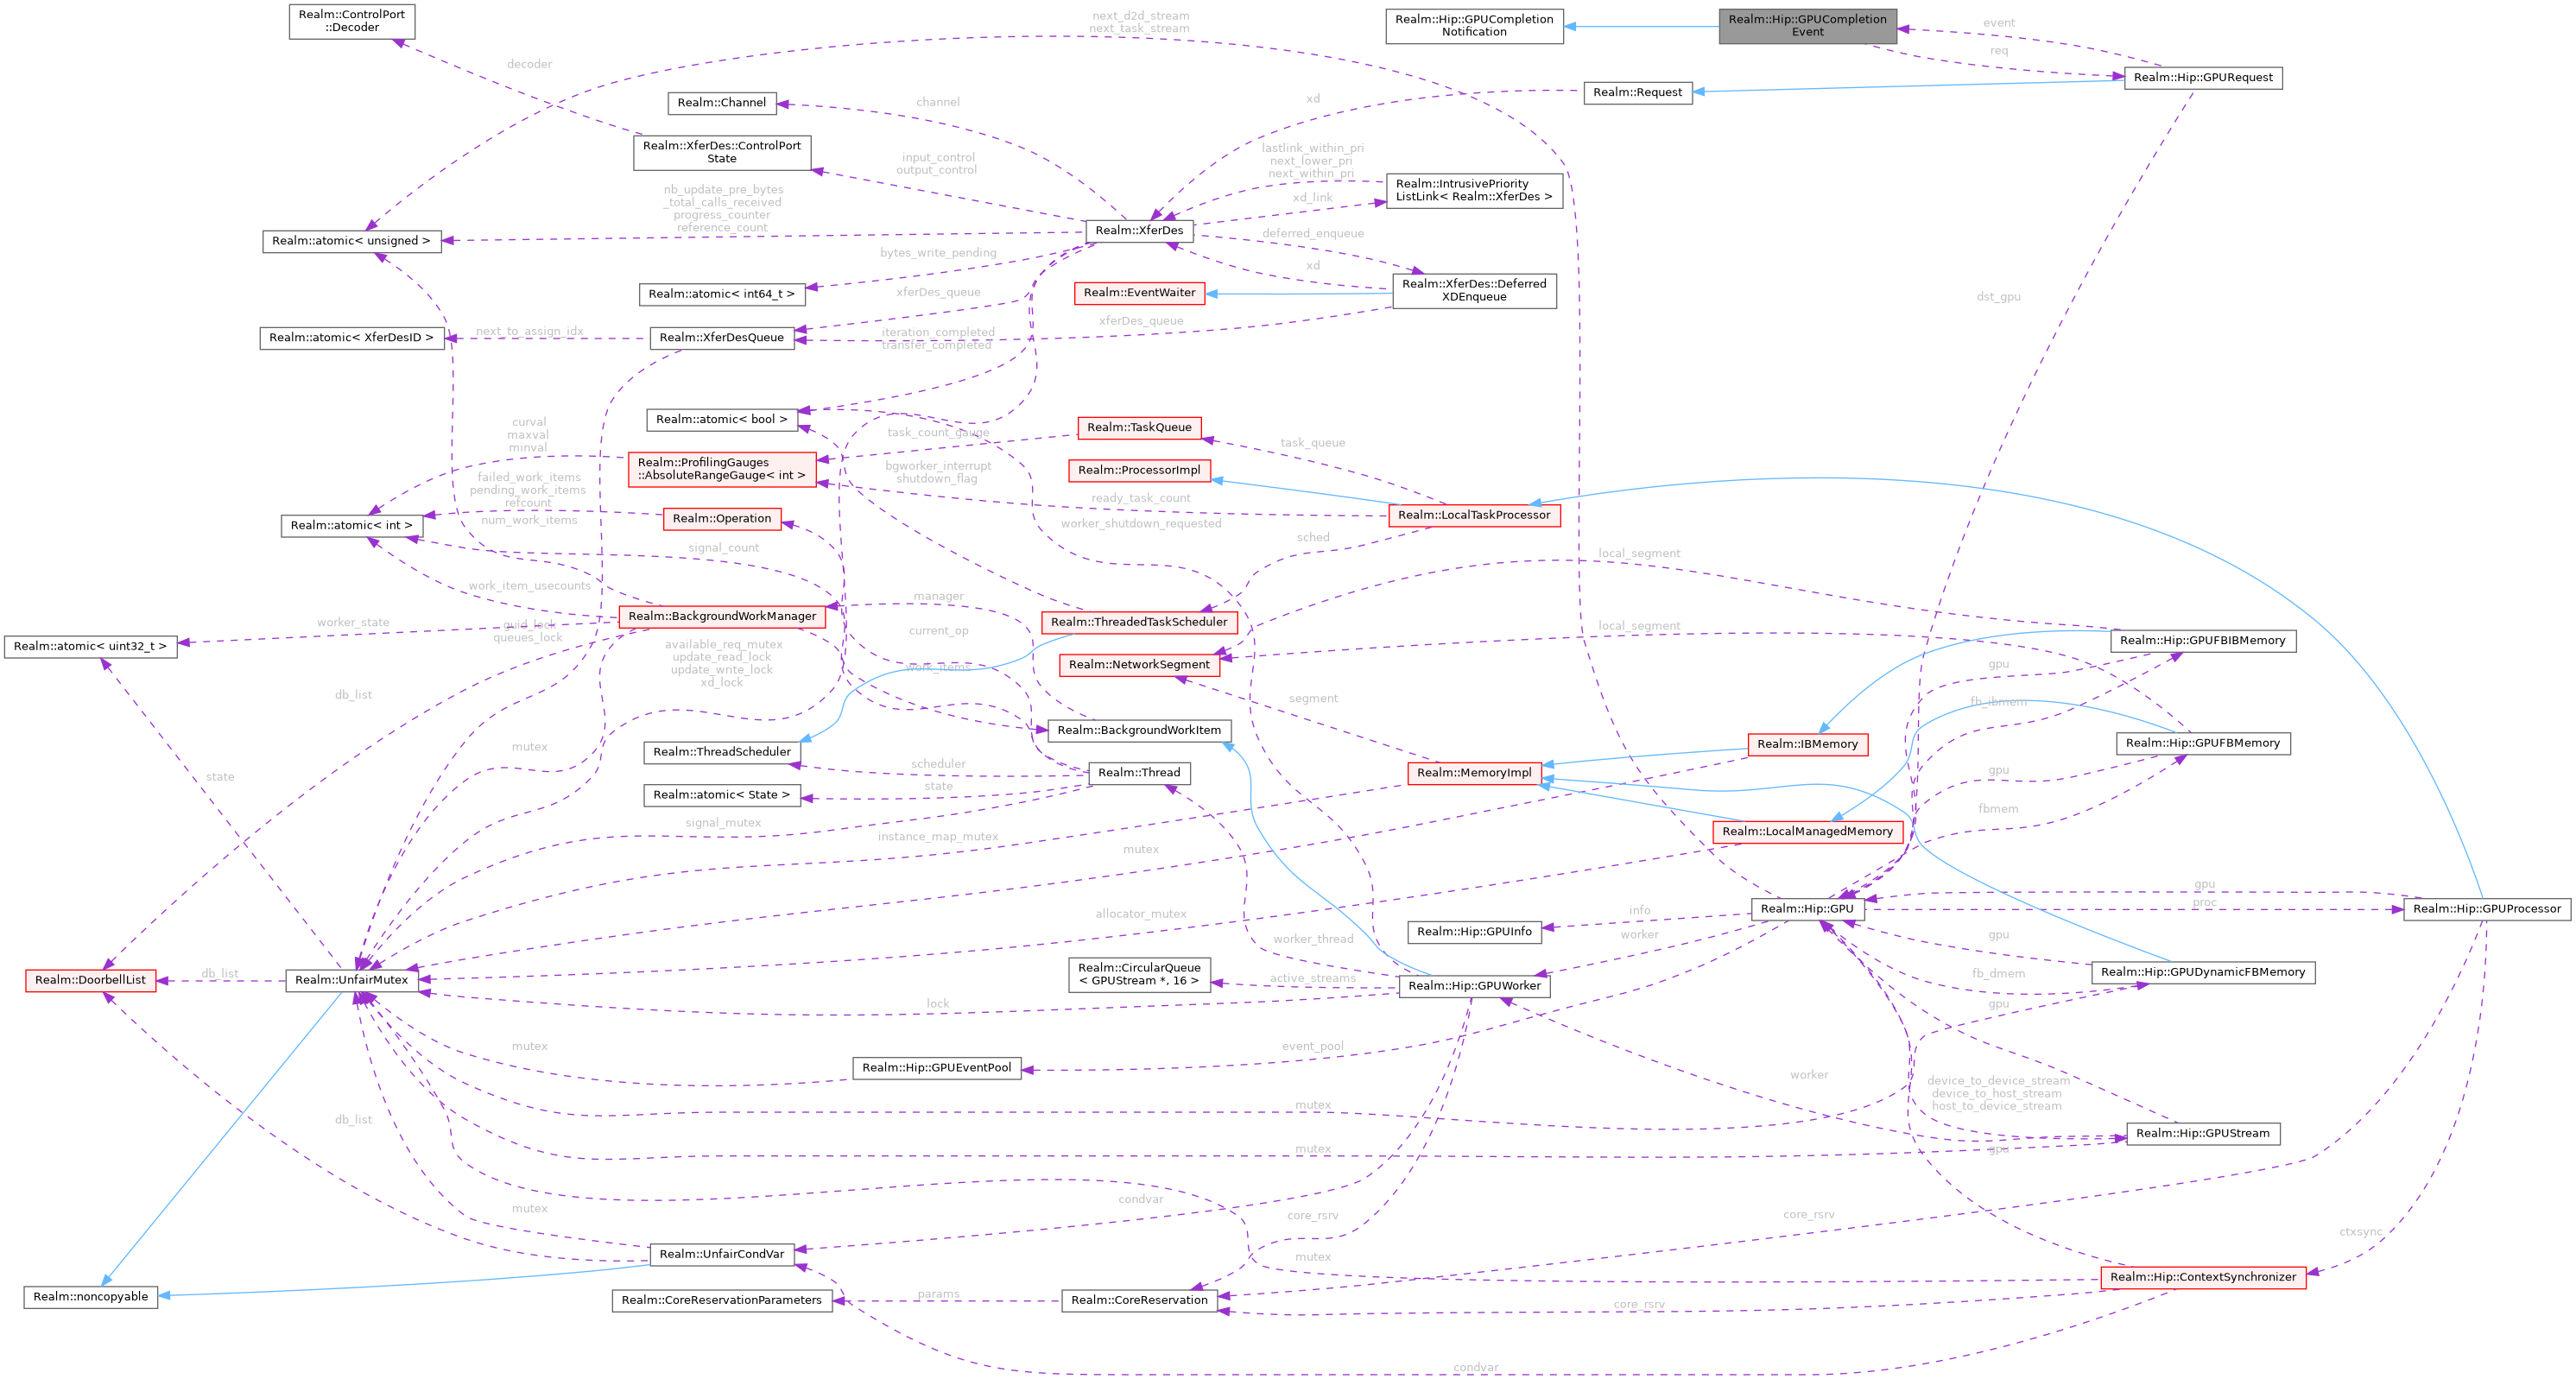 Realm::ControlPort
::Decoder
next_d2d_stream
next_task_stream
Realm::Hip::GPUCompletion
Notification
Realm::Hip::GPUCompletion
Event
event
req
Realm::Hip::GPURequest
decoder
Realm::Channel
channel
xd
Realm::Request
Realm::XferDes::ControlPort
State
input_control
output_control
lastlink_within_pri
next_lower_pri
next_within_pri
xd_link
Realm::IntrusivePriority
ListLink< Realm::XferDes >
nb_update_pre_bytes
_total_calls_received
progress_counter
reference_count
Realm::atomic< unsigned >
Realm::XferDes
deferred_enqueue
xd
bytes_write_pending
Realm::atomic< int64_t >
Realm::EventWaiter
Realm::XferDes::Deferred
XDEnqueue
dst_gpu
xferDes_queue
xferDes_queue
Realm::atomic< XferDesID >
next_to_assign_idx
Realm::XferDesQueue
iteration_completed
transfer_completed
Realm::atomic< bool >
curval
maxval
minval
task_count_gauge
Realm::TaskQueue
task_queue
Realm::ProfilingGauges
::AbsoluteRangeGauge< int >
bgworker_interrupt
shutdown_flag
Realm::ProcessorImpl
failed_work_items
pending_work_items
refcount
ready_task_count
Realm::LocalTaskProcessor
Realm::atomic< int >
num_work_items
Realm::Operation
worker_shutdown_requested
sched
signal_count
local_segment
work_item_usecounts
manager
Realm::BackgroundWorkManager
worker_state
guid_lock
queues_lock
Realm::ThreadedTaskScheduler
local_segment
Realm::atomic< uint32_t >
available_req_mutex
update_read_lock
update_write_lock
xd_lock
current_op
work_items
Realm::NetworkSegment
Realm::Hip::GPUFBIBMemory
gpu
fb_ibmem
db_list
segment
Realm::BackgroundWorkItem
Realm::ThreadScheduler
mutex
Realm::IBMemory
Realm::Hip::GPUFBMemory
scheduler
Realm::Thread
Realm::MemoryImpl
gpu
state
state
Realm::atomic< State >
fbmem
signal_mutex
instance_map_mutex
mutex
Realm::LocalManagedMemory
gpu
proc
allocator_mutex
info
Realm::Hip::GPU
Realm::Hip::GPUProcessor
Realm::Hip::GPUInfo
worker
worker_thread
gpu
db_list
Realm::DoorbellList
Realm::UnfairMutex
Realm::CircularQueue
< GPUStream *, 16 >
active_streams
Realm::Hip::GPUWorker
fb_dmem
Realm::Hip::GPUDynamicFBMemory
lock
gpu
mutex
event_pool
Realm::Hip::GPUEventPool
worker
device_to_device_stream
device_to_host_stream
host_to_device_stream
mutex
db_list
Realm::Hip::GPUStream
mutex
gpu
condvar
mutex
core_rsrv
core_rsrv
ctxsync
Realm::UnfairCondVar
mutex
Realm::Hip::ContextSynchronizer
Realm::noncopyable
Realm::CoreReservationParameters
params
Realm::CoreReservation
core_rsrv
condvar